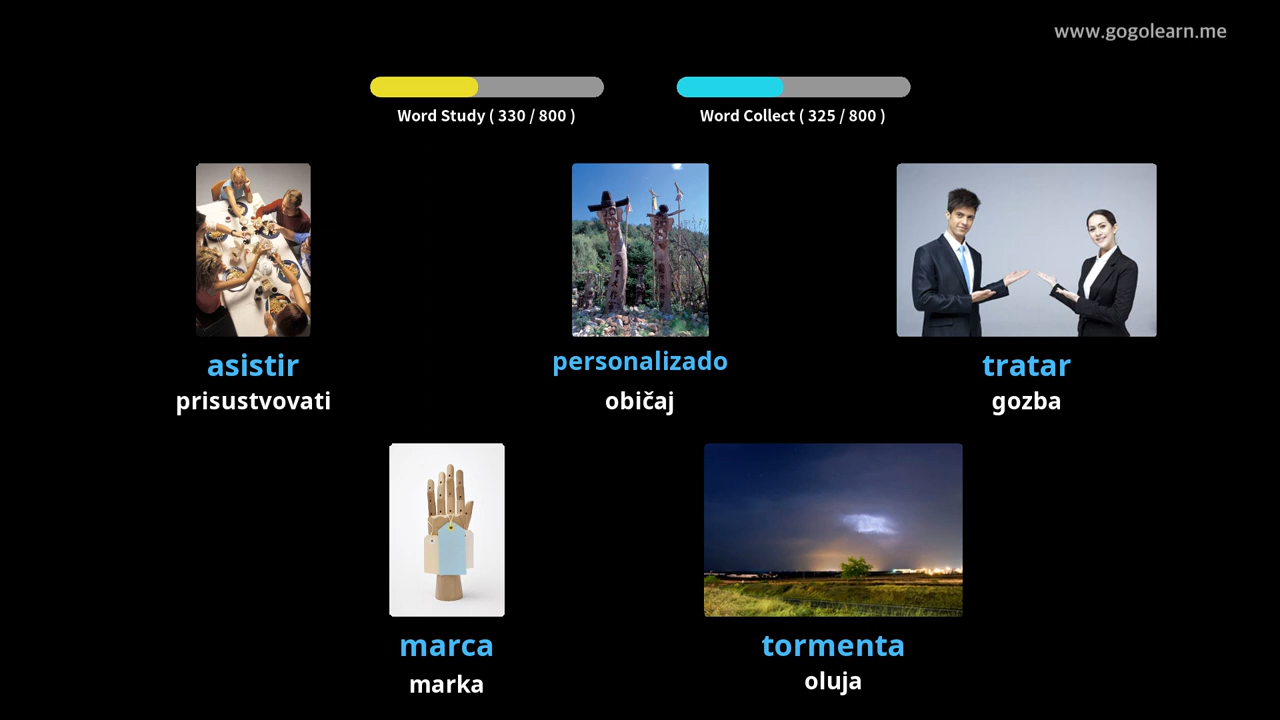 www.gogolearn.me
Word Study ( 330 / 800 )
Word Collect ( 325 / 800 )
asistir
prisustvovati
personalizado
običaj
tratar
gozba
marca
marka
tormenta
oluja